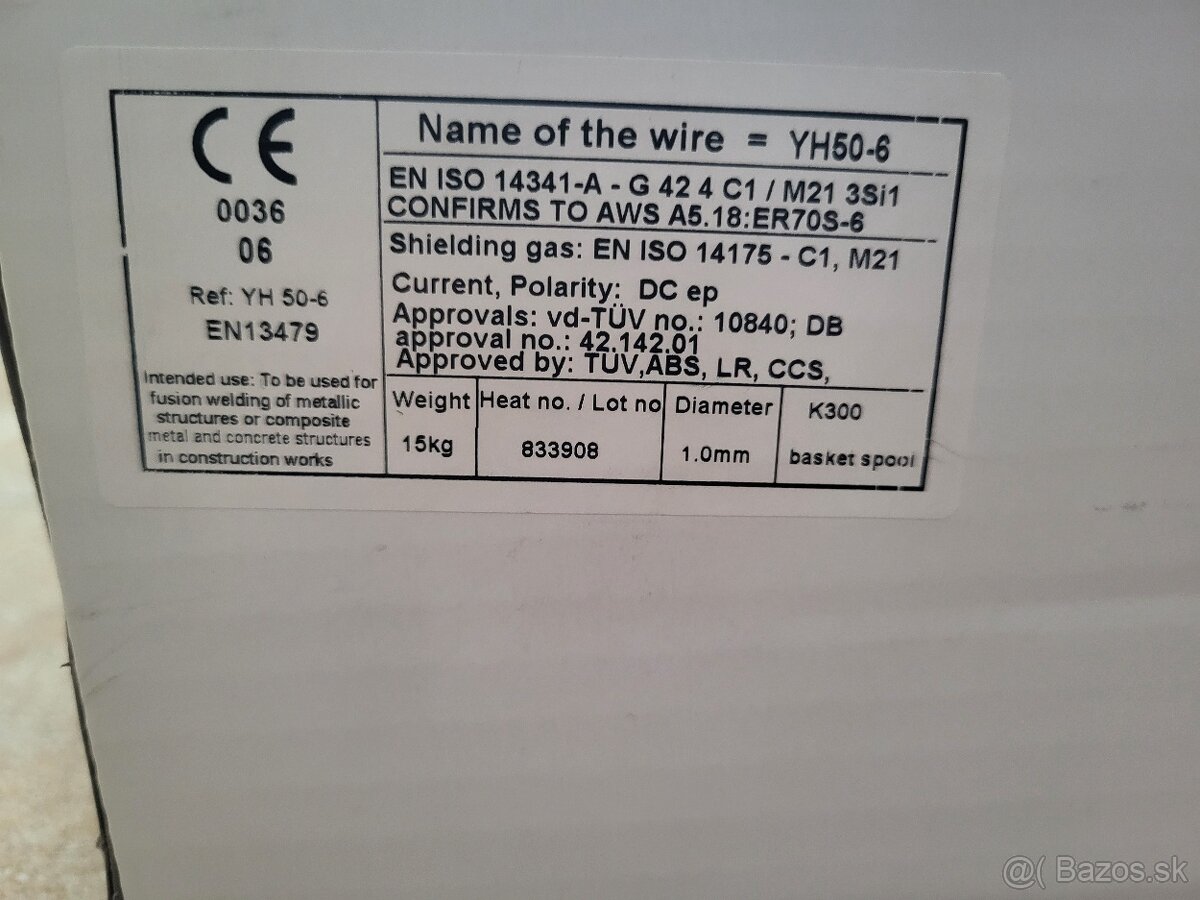 CE
0036
06
Ref: YH 50-6
EN13479
Intended use: To be used for
fusion welding of metallic
structures or composite
metal and concrete structures
in construction works
Name of the wire = YH50-6
EN ISO 14341-A - G 42 4 C1 / M21 3Si1
CONFIRMS TO AWS A5.18:ER70S-6
Shielding gas: EN ISO 14175 - C1, M21
Current, Polarity: DC ep
Approvals: vd-TÜV no.: 10840; DB
approval no.: 42.142.01
Approved by: TÜV,ABS, LR, CCS,
Weight Heat no. / Lot no Diameter K300
15kg 833908 1.0mm basket spool
@( Bazos.sk